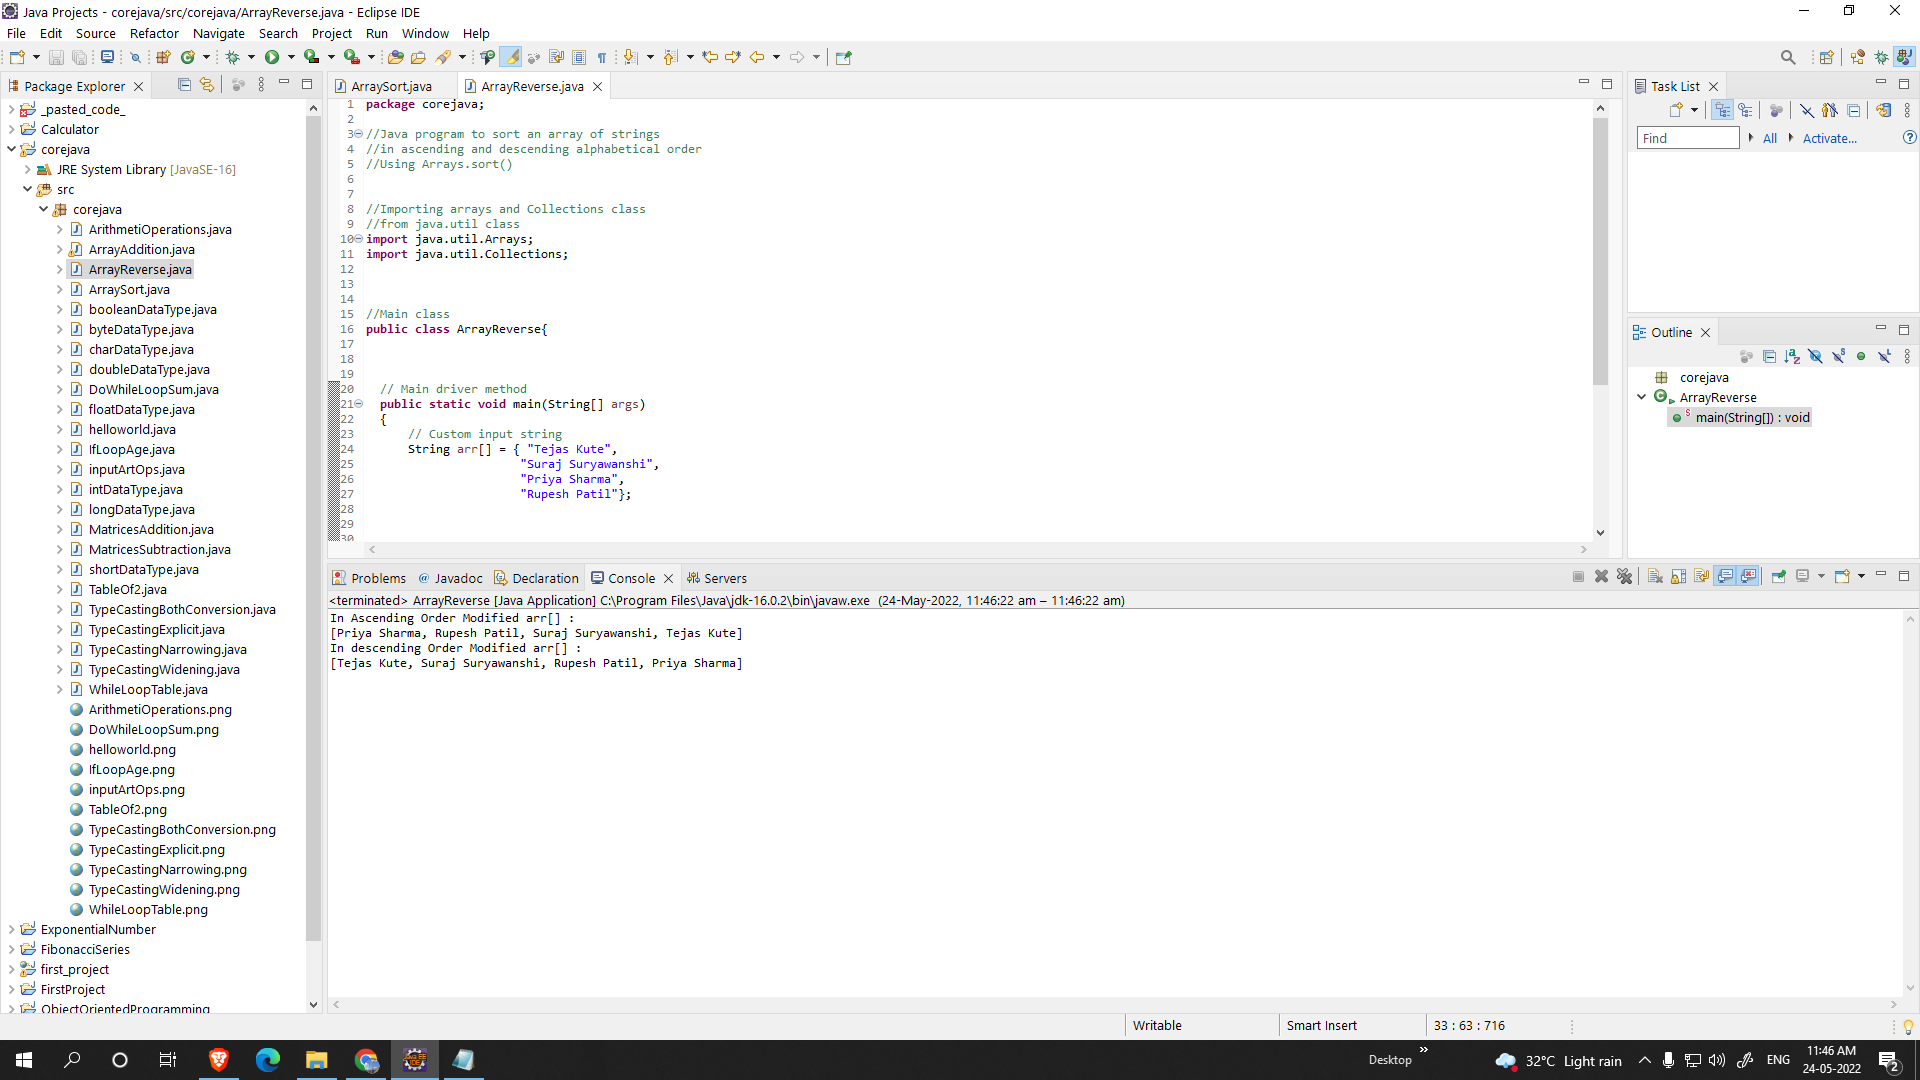 Java Projects - corejava/src/corejava/ArrayReverse.java - Eclipse IDE
File Edit Source Refactor Navigate Search Project Run Window Help
Package Explorer
_pasted_code_
Calculator
corejava
JRE System Library [JavaSE-16]
src
corejava
ArithmetiOperations.java
ArrayAddition.java
ArrayReverse.java
ArraySort.java
booleanDataType.java
byteDataType.java
charDataType.java
doubleDataType.java
DoWhileLoopSum.java
floatDataType.java
helloworld.java
IfLoopAge.java
inputArtOps.java
intDataType.java
longDataType.java
MatricesAddition.java
MatricesSubtraction.java
shortDataType.java
TableOf2.java
TypeCastingBothConversion.java
TypeCastingExplicit.java
TypeCastingNarrowing.java
TypeCastingWidening.java
WhileLoopTable.java
ArithmetiOperations.png
DoWhileLoopSum.png
helloworld.png
IfLoopAge.png
inputArtOps.png
TableOf2.png
TypeCastingBothConversion.png
TypeCastingExplicit.png
TypeCastingNarrowing.png
TypeCastingWidening.png
WhileLoopTable.png
ExponentialNumber
FibonacciSeries
first_project
FirstProject
ObjectOrientedProgramming
ArraySort.java ArrayReverse.java
1 package corejava;
2
3 //Java program to sort an array of strings
4 //in ascending and descending alphabetical order
5 //Using Arrays.sort()
6
7
8 //Importing arrays and Collections class
9 //from java.util class
10 import java.util.Arrays;
11 import java.util.Collections;
12
13
14
15 //Main class
16 public class ArrayReverse{
17
18
19
20 // Main driver method
21 public static void main(String[] args)
22 {
23 // Custom input string
24 String arr[] = { "Tejas Kute",
25 "Suraj Suryawanshi",
26 "Priya Sharma",
27 "Rupesh Patil"};
28
29
30
Problems Javadoc Declaration Console Servers
<terminated> ArrayReverse [Java Application] C:\Program Files\Java\jdk-16.0.2\bin\javaw.exe (24-May-2022, 11:46:22 am – 11:46:22 am)
In Ascending Order Modified arr[] :
[Priya Sharma, Rupesh Patil, Suraj Suryawanshi, Tejas Kute]
In descending Order Modified arr[] :
[Tejas Kute, Suraj Suryawanshi, Rupesh Patil, Priya Sharma]
Task List
Find All Activate...
Outline
corejava
ArrayReverse
main(String[]) : void
Writable Smart Insert 33 : 63 : 716
Desktop 32°C Light rain ENG 11:46 AM
24-05-2022
2